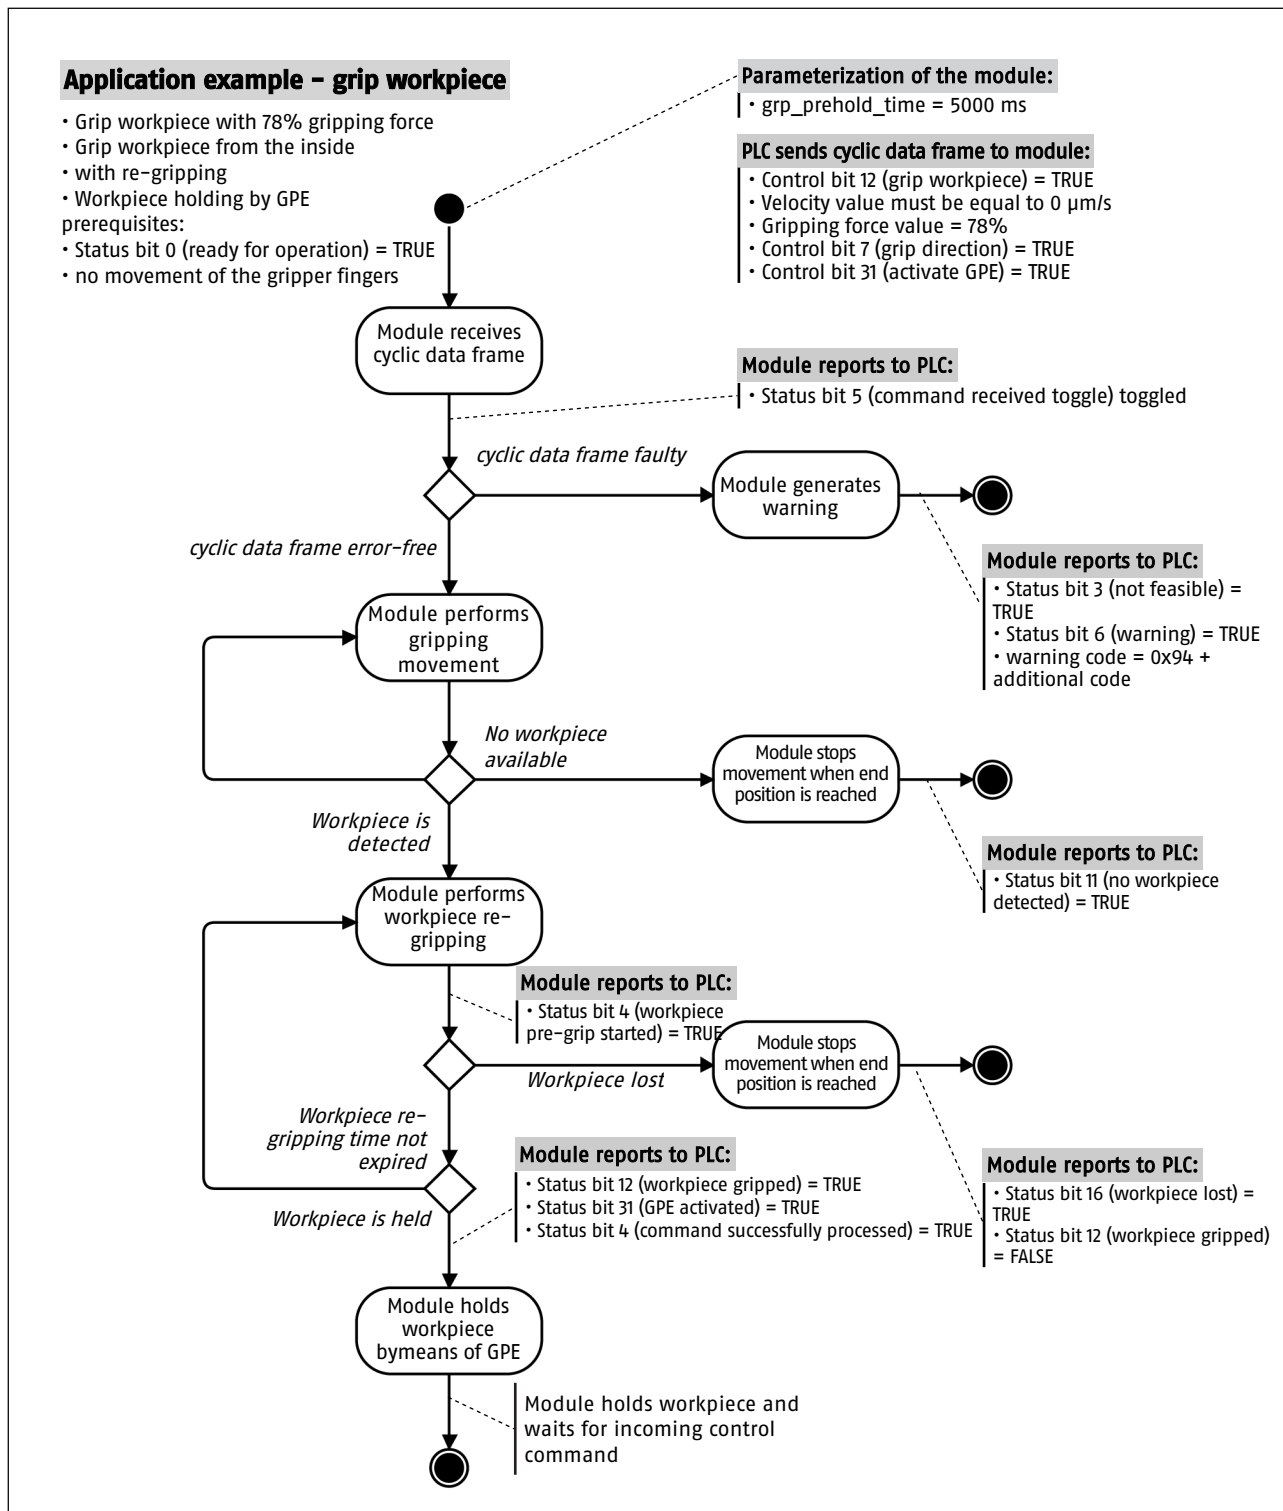 Application example – grip workpiece
• Grip workpiece with 78% gripping force
• Grip workpiece from the inside
• with re-gripping
• Workpiece holding by GPE
prerequisites:
• Status bit 0 (ready for operation) = TRUE
• no movement of the gripper fingers
Parameterization of the module:
• grp_prehold_time = 5000 ms
PLC sends cyclic data frame to module:
• Control bit 12 (grip workpiece) = TRUE
• Velocity value must be equal to 0 µm/s
• Gripping force value = 78%
• Control bit 7 (grip direction) = TRUE
• Control bit 31 (activate GPE) = TRUE
Module receives
cyclic data frame
Module reports to PLC:
• Status bit 5 (command received toggle) toggled
cyclic data frame faulty
Module generates
warning
cyclic data frame error-free
Module reports to PLC:
• Status bit 3 (not feasible) =
TRUE
• Status bit 6 (warning) = TRUE
• warning code = 0x94 +
additional code
Module performs
gripping
movement
No workpiece
available
Module stops
movement when end
position is reached
Workpiece is
detected
Module reports to PLC:
• Status bit 11 (no workpiece
detected) = TRUE
Module performs
workpiece re-
gripping
Module reports to PLC:
• Status bit 4 (workpiece
pre-grip started) = TRUE
Module stops
movement when end
position is reached
Workpiece lost
Workpiece re-
gripping time not
expired
Module reports to PLC:
• Status bit 12 (workpiece gripped) = TRUE
• Status bit 31 (GPE activated) = TRUE
• Status bit 4 (command successfully processed) = TRUE
Module reports to PLC:
• Status bit 16 (workpiece lost) =
TRUE
• Status bit 12 (workpiece gripped)
= FALSE
Workpiece is held
Module holds
workpiece
bymeans of GPE
Module holds workpiece and
waits for incoming control
command